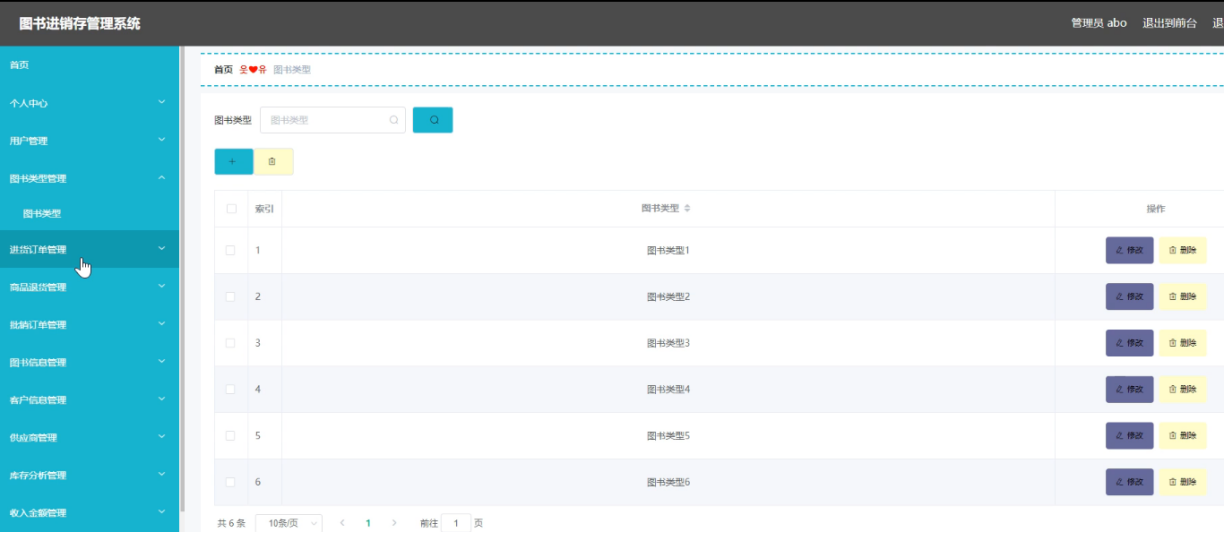 图书进销存管理系统
管理员 abo 退出到前台 退
首页
个人中心
用户管理
图书类型管理
图书类型
进货订单管理
商品退货管理
批销订单管理
图书信息管理
客户信息管理
供应商管理
库存分析管理
收入金额管理
首页 웃❤유 图书类型
图书类型 图书类型
索引 图书类型 操作
1 图书类型1 修改 删除
2 图书类型2 修改 删除
3 图书类型3 修改 删除
4 图书类型4 修改 删除
5 图书类型5 修改 删除
6 图书类型6 修改 删除
共 6 条 10条/页 < 1 > 前往 1 页